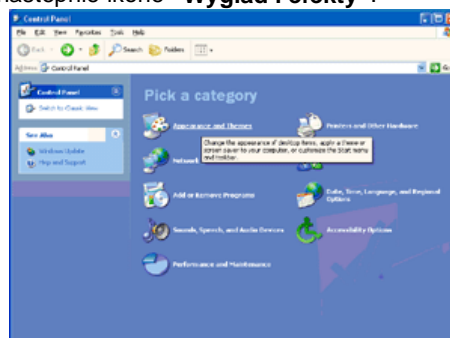 następnie ikonę "Wygląd i efekty".
Control Panel
File Edit View Favorites Tools Help
Back
Search
Folders
Address
Control Panel
Go
Control Panel
Switch to Classic View
See Also
Windows Update
Help and Support
Pick a category
Appearance and Themes
Printers and Other Hardware
Change the appearance of desktop items, apply a theme or
screen saver to your computer, or customize the Start menu
and taskbar.
Network
Add or Remove Programs
Date, Time, Language, and Regional
Options
Sounds, Speech, and Audio Devices
Accessibility Options
Performance and Maintenance